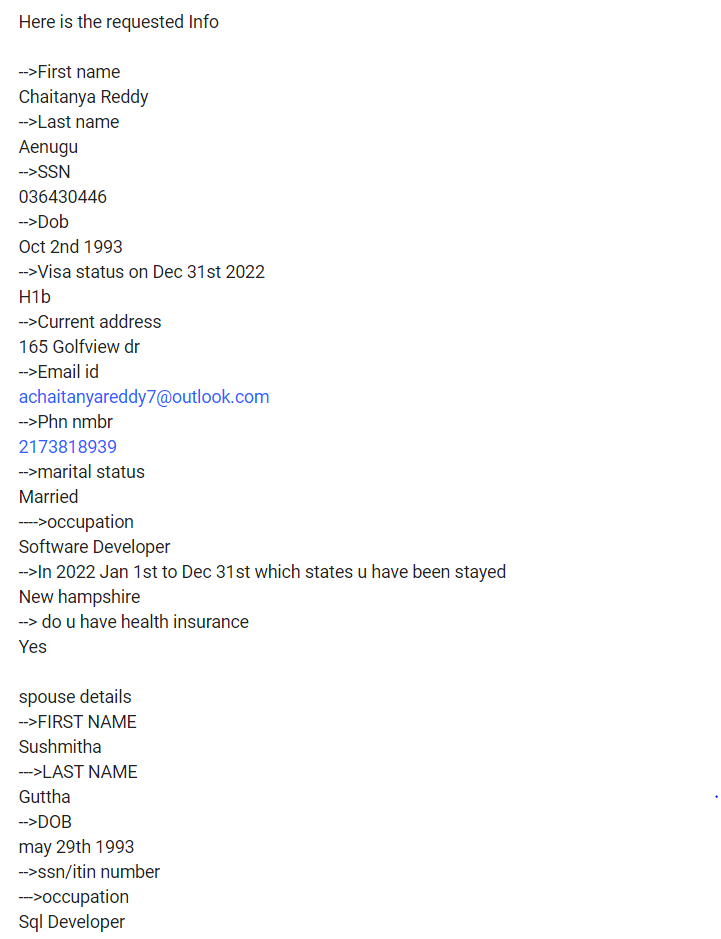 Here is the requested Info
-->First name
Chaitanya Reddy
-->Last name
Aenugu
-->SSN
036430446
-->Dob
Oct 2nd 1993
-->Visa status on Dec 31st 2022
H1b
-->Current address
165 Golfview dr
-->Email id
achaitanyareddy7@outlook.com
-->Phn nmbr
2173818939
-->marital status
Married
---->occupation
Software Developer
-->In 2022 Jan 1st to Dec 31st which states u have been stayed
New hampshire
--> do u have health insurance
Yes
spouse details
-->FIRST NAME
Sushmitha
--->LAST NAME
Guttha
-->DOB
may 29th 1993
-->ssn/itin number
--->occupation
Sql Developer